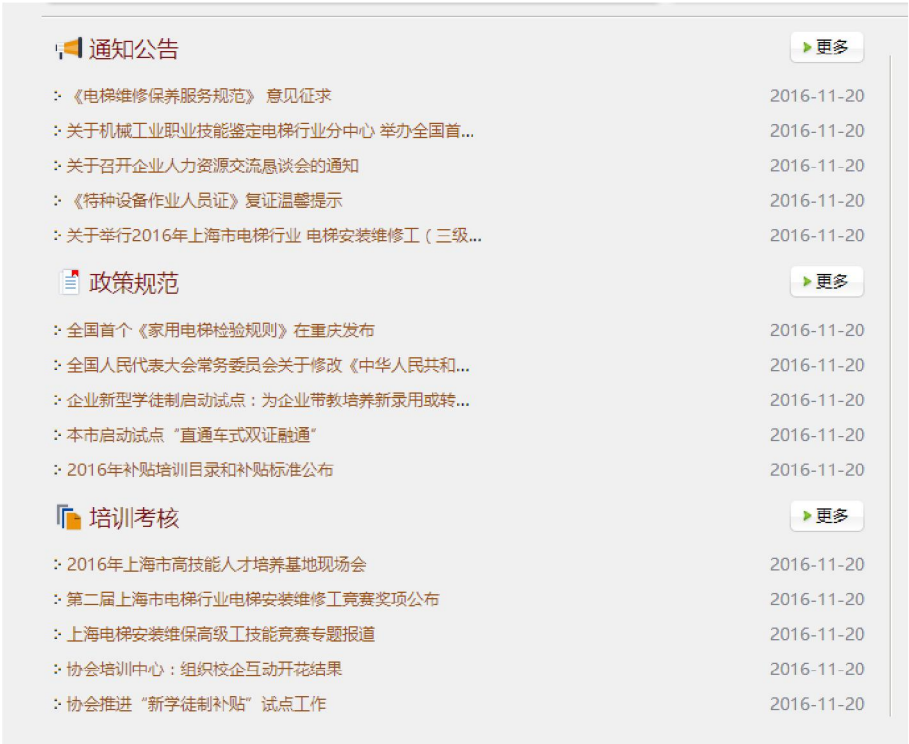 通知公告 更多
《电梯维修保养服务规范》 意见征求 2016-11-20
关于机械工业职业技能鉴定电梯行业分中心 举办全国首... 2016-11-20
关于召开企业人力资源交流恳谈会的通知 2016-11-20
《特种设备作业人员证》复证温馨提示 2016-11-20
关于举行2016年上海市电梯行业 电梯安装维修工（三级... 2016-11-20
政策规范 更多
全国首个《家用电梯检验规则》在重庆发布 2016-11-20
全国人民代表大会常务委员会关于修改《中华人民共和... 2016-11-20
企业新型学徒制启动试点：为企业带教培养新录用或转... 2016-11-20
本市启动试点“直通车式双证融通” 2016-11-20
2016年补贴培训目录和补贴标准公布 2016-11-20
培训考核 更多
2016年上海市高技能人才培养基地现场会 2016-11-20
第二届上海市电梯行业电梯安装维修工竞赛奖项公布 2016-11-20
上海电梯安装维保高级工技能竞赛专题报道 2016-11-20
协会培训中心：组织校企互动开花结果 2016-11-20
协会推进“新学徒制补贴”试点工作 2016-11-20